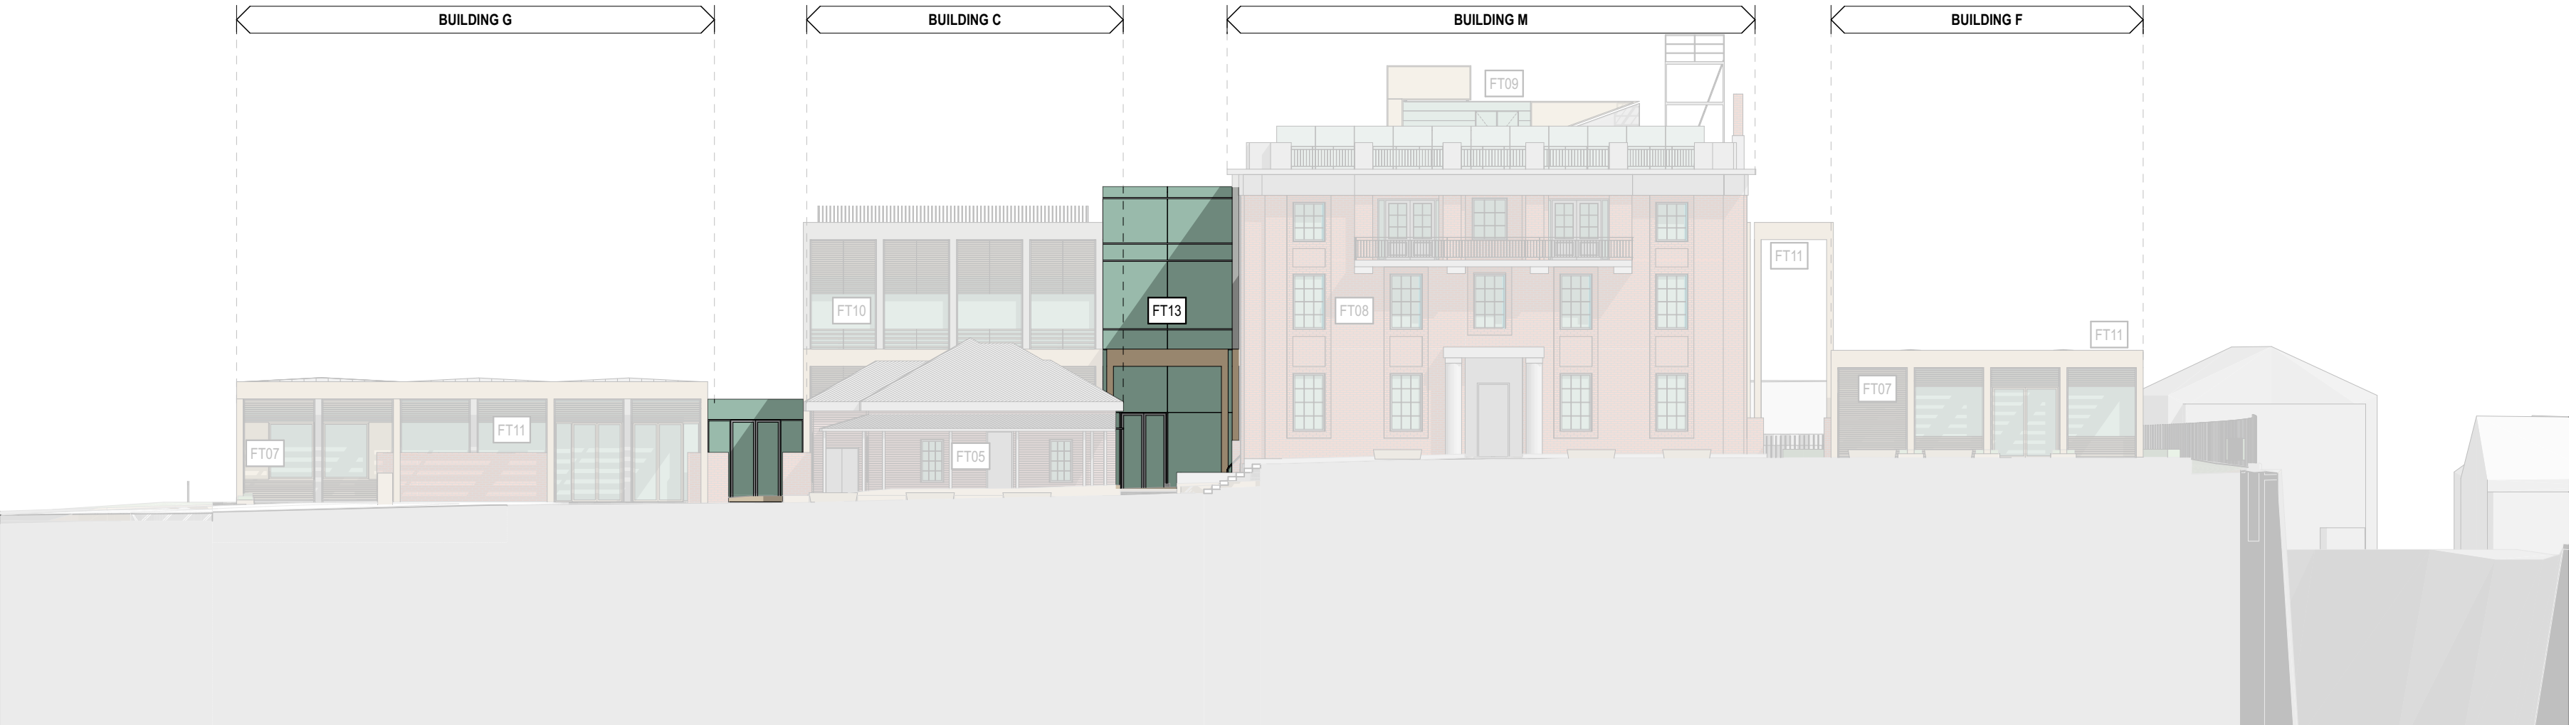 BUILDING G
BUILDING C
BUILDING M
BUILDING F
FT09
FT11
FT10
FT13
FT08
FT11
FT07
FT11
FT07
FT05